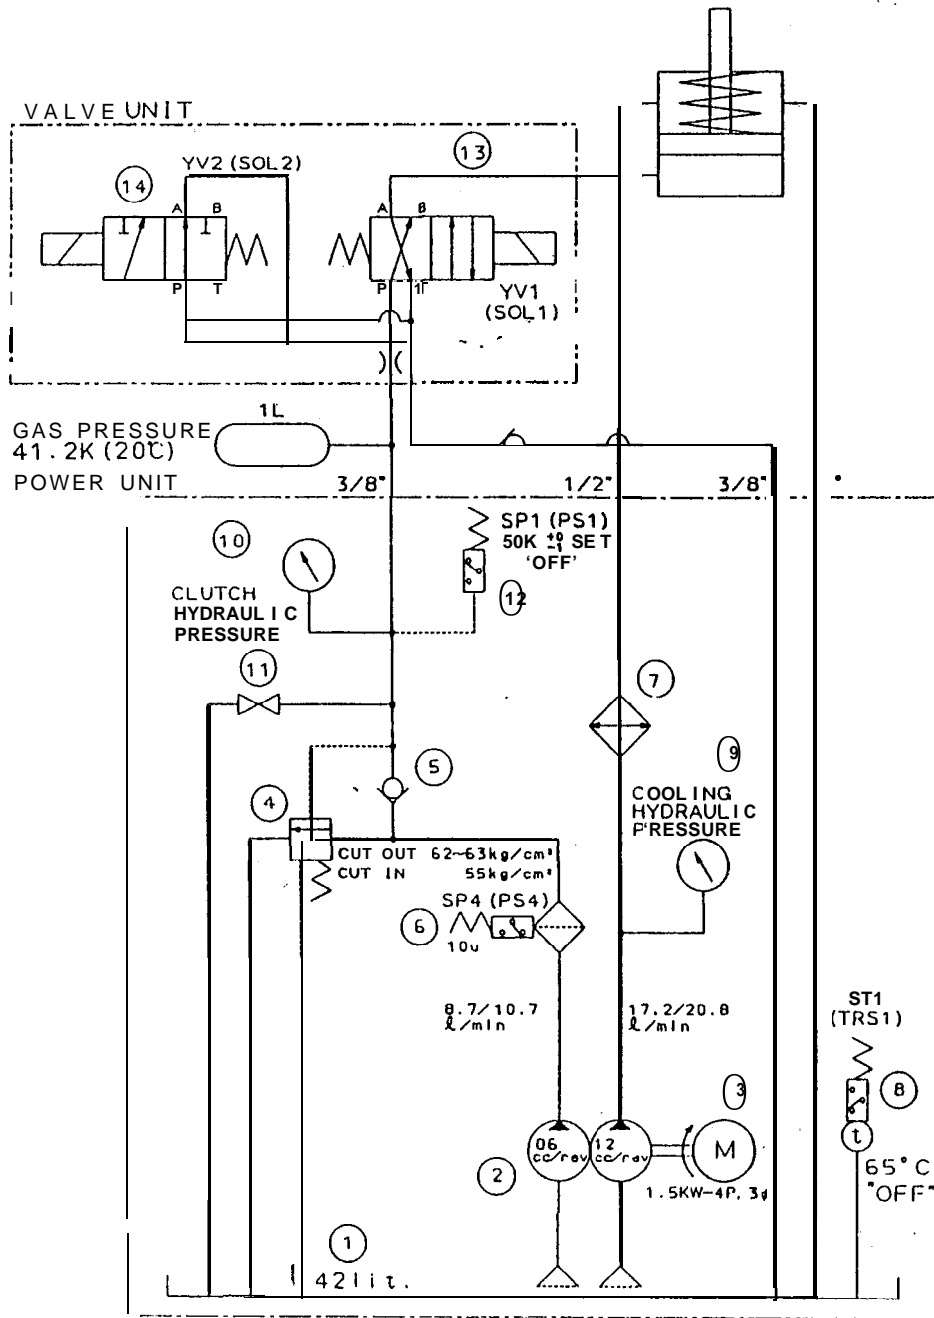 VALVE UNIT
13
YV2 (SOL2)
14
A B
A B
P T
P
YV1
(SOL1)
1L
GAS PRESSURE
41.2K (20℃)
POWER UNIT
3/8"
1/2"
3/8"
SP1 (PS1)
50K +0 -1 SET
'OFF'
10
12
CLUTCH
HYDRAULIC
PRESSURE
11
7
5
9
4
COOLING
HYDRAULIC
P'RESSURE
CUT OUT 62~63kg/cm²
CUT IN 55kg/cm²
SP4 (PS4)
6
10u
8.7/10.7
ℓ/min
17.2/20.8
ℓ/min
ST1
(TRS1)
8
3
t
06
cc/rev
12
cc/rev
M
2
65°C
"OFF"
1.5KW-4P, 3ϕ
1
42lit.